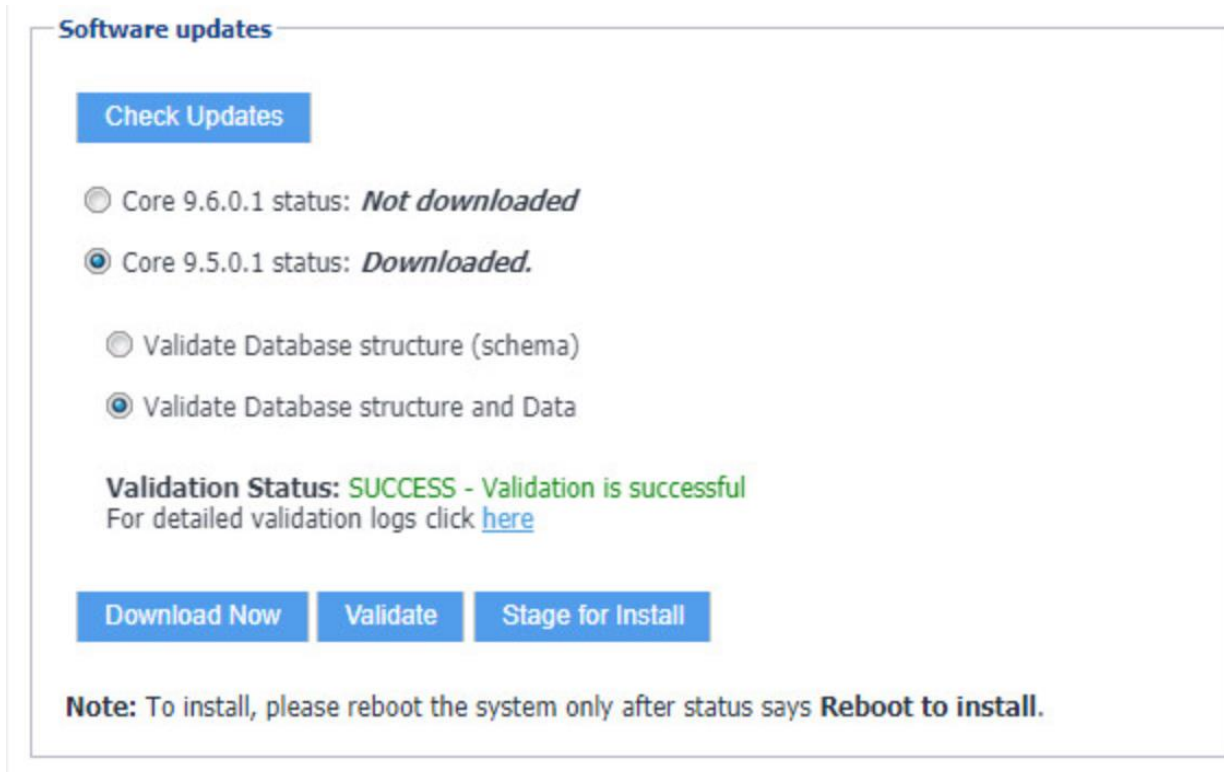 Software updates
Check Updates
Core 9.6.0.1 status: Not downloaded
Core 9.5.0.1 status: Downloaded.
Validate Database structure (schema)
Validate Database structure and Data
Validation Status: SUCCESS - Validation is successful
For detailed validation logs click here
Download Now Validate Stage for Install
Note: To install, please reboot the system only after status says Reboot to install.